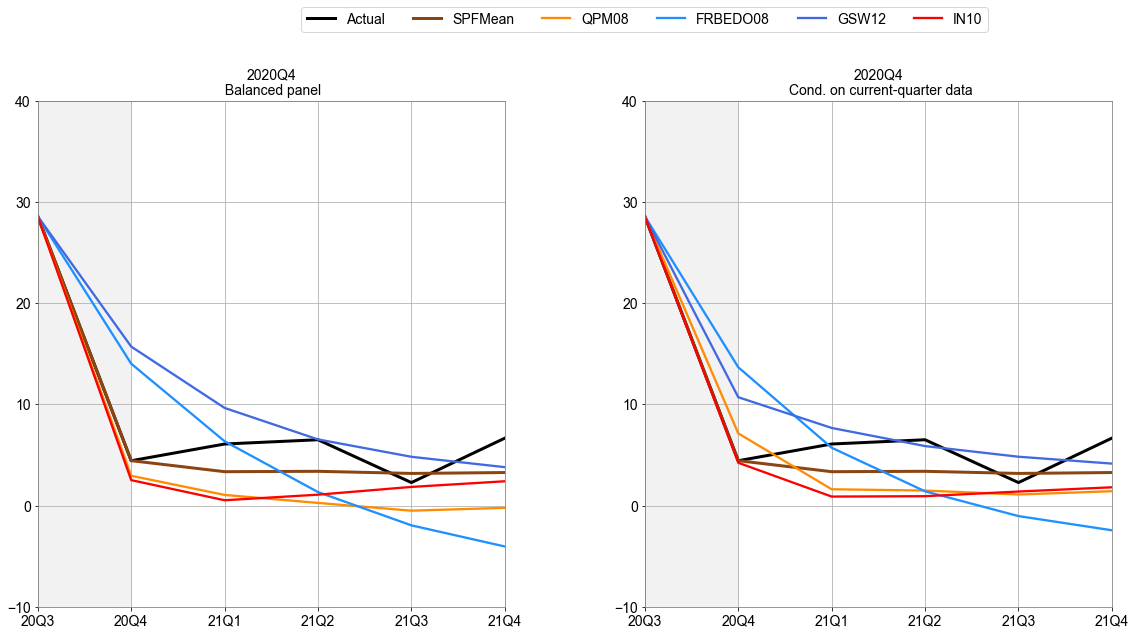 Actual SPFMean QPM08 FRBEDO08 GSW12 IN10
2020Q4
Balanced panel
40
30
20
10
0
−10
20Q3 20Q4 21Q1 21Q2 21Q3 21Q4
2020Q4
Cond. on current-quarter data
40
30
20
10
0
−10
20Q3 20Q4 21Q1 21Q2 21Q3 21Q4